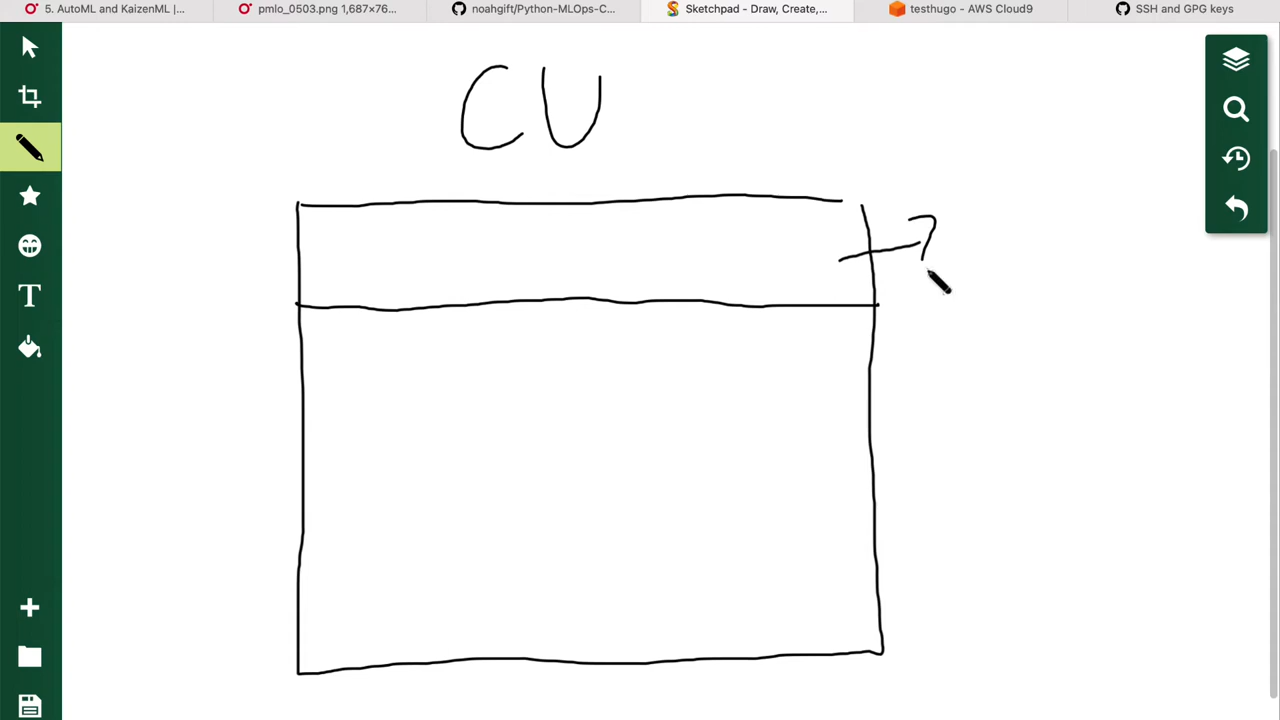 5. AutoML and KaizenML |...
pmlo_0503.png 1,687×76...
noahgift/Python-MLOps-C...
Sketchpad - Draw, Create,...
testhugo - AWS Cloud9
SSH and GPG keys
CU